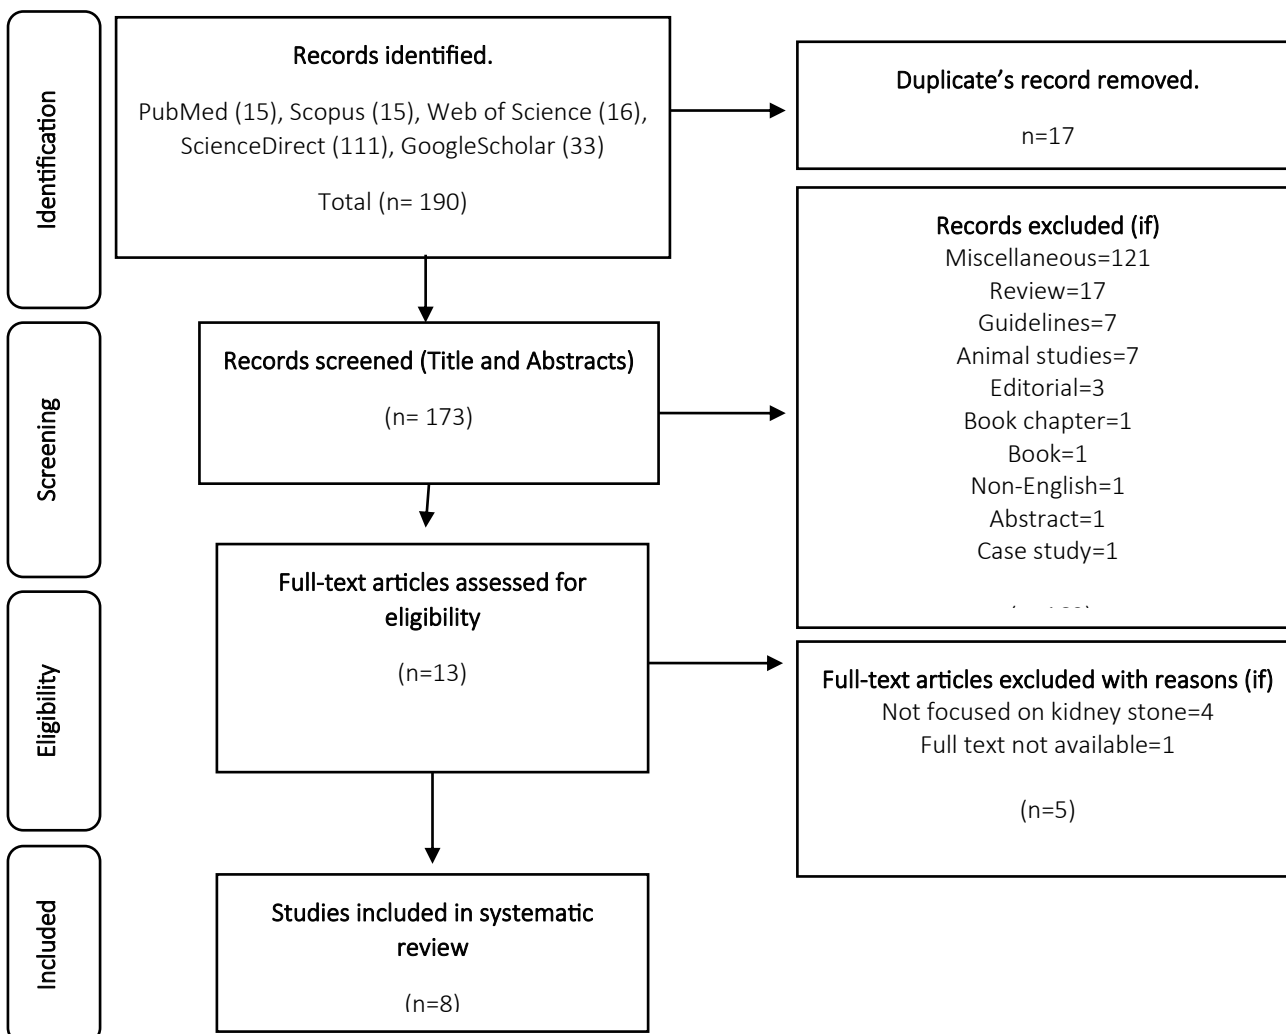 Identification
Records identified.
PubMed (15), Scopus (15), Web of Science (16),
ScienceDirect (111), GoogleScholar (33)
Total (n= 190)
Duplicate’s record removed.
n=17
Screening
Records screened (Title and Abstracts)
(n= 173)
Records excluded (if)
Miscellaneous=121
Review=17
Guidelines=7
Animal studies=7
Editorial=3
Book chapter=1
Book=1
Non-English=1
Abstract=1
Case study=1
Eligibility
Full-text articles assessed for
eligibility
(n=13)
Full-text articles excluded with reasons (if)
Not focused on kidney stone=4
Full text not available=1
(n=5)
Included
Studies included in systematic
review
(n=8)